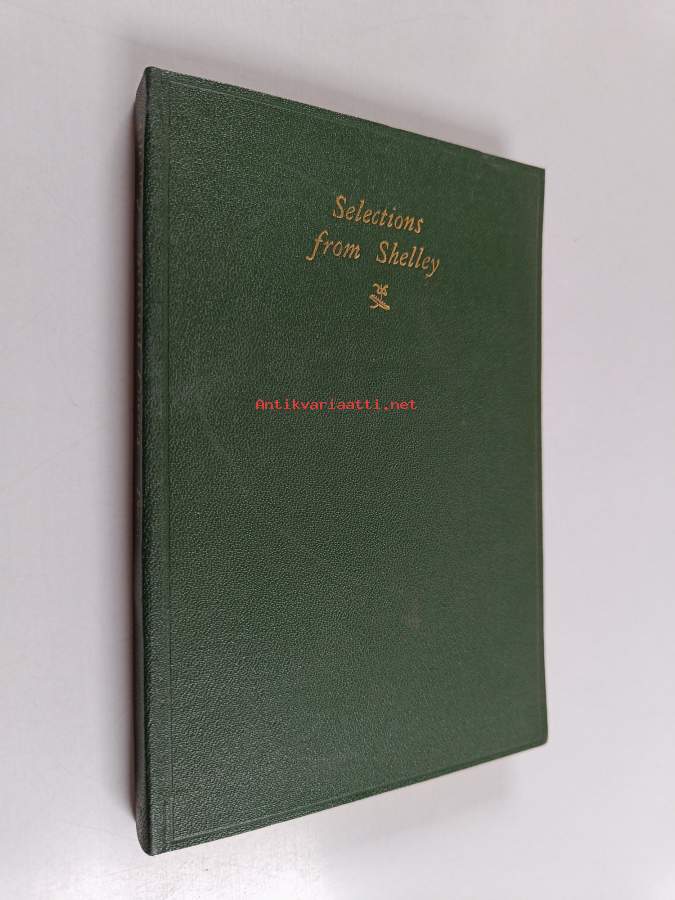 Selections
from Shelley
Antikvariaatti.net